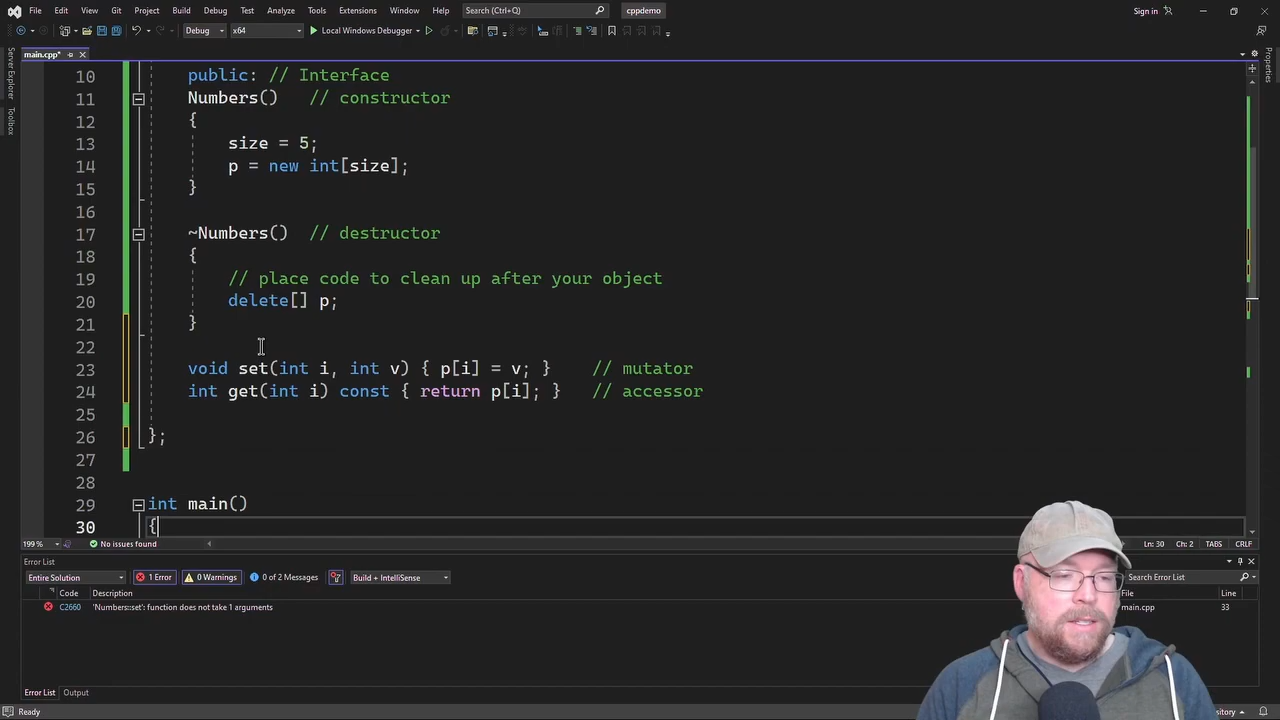 File Edit View Git Project Build Debug Test Analyze Tools Extensions Window Help Search (Ctrl+Q) cppdemo Sign in
Debug x64 Local Windows Debugger
main.cpp*
Server Explorer
Toolbox
Properties
10 public: // Interface
11 Numbers() // constructor
12 {
13 size = 5;
14 p = new int[size];
15 }
16
17 ~Numbers() // destructor
18 {
19 // place code to clean up after your object
20 delete[] p;
21 }
22
23 void set(int i, int v) { p[i] = v; } // mutator
24 int get(int i) const { return p[i]; } // accessor
25
26 };
27
28
29 int main()
30 {
199 % No issues found Ln: 30 Ch: 2 TABS CRLF
Error List
Entire Solution 1 Error 0 Warnings 0 of 2 Messages Build + IntelliSense Search Error List
Code Description File Line
C2660 'Numbers::set': function does not take 1 arguments main.cpp 33
Error List Output
Ready